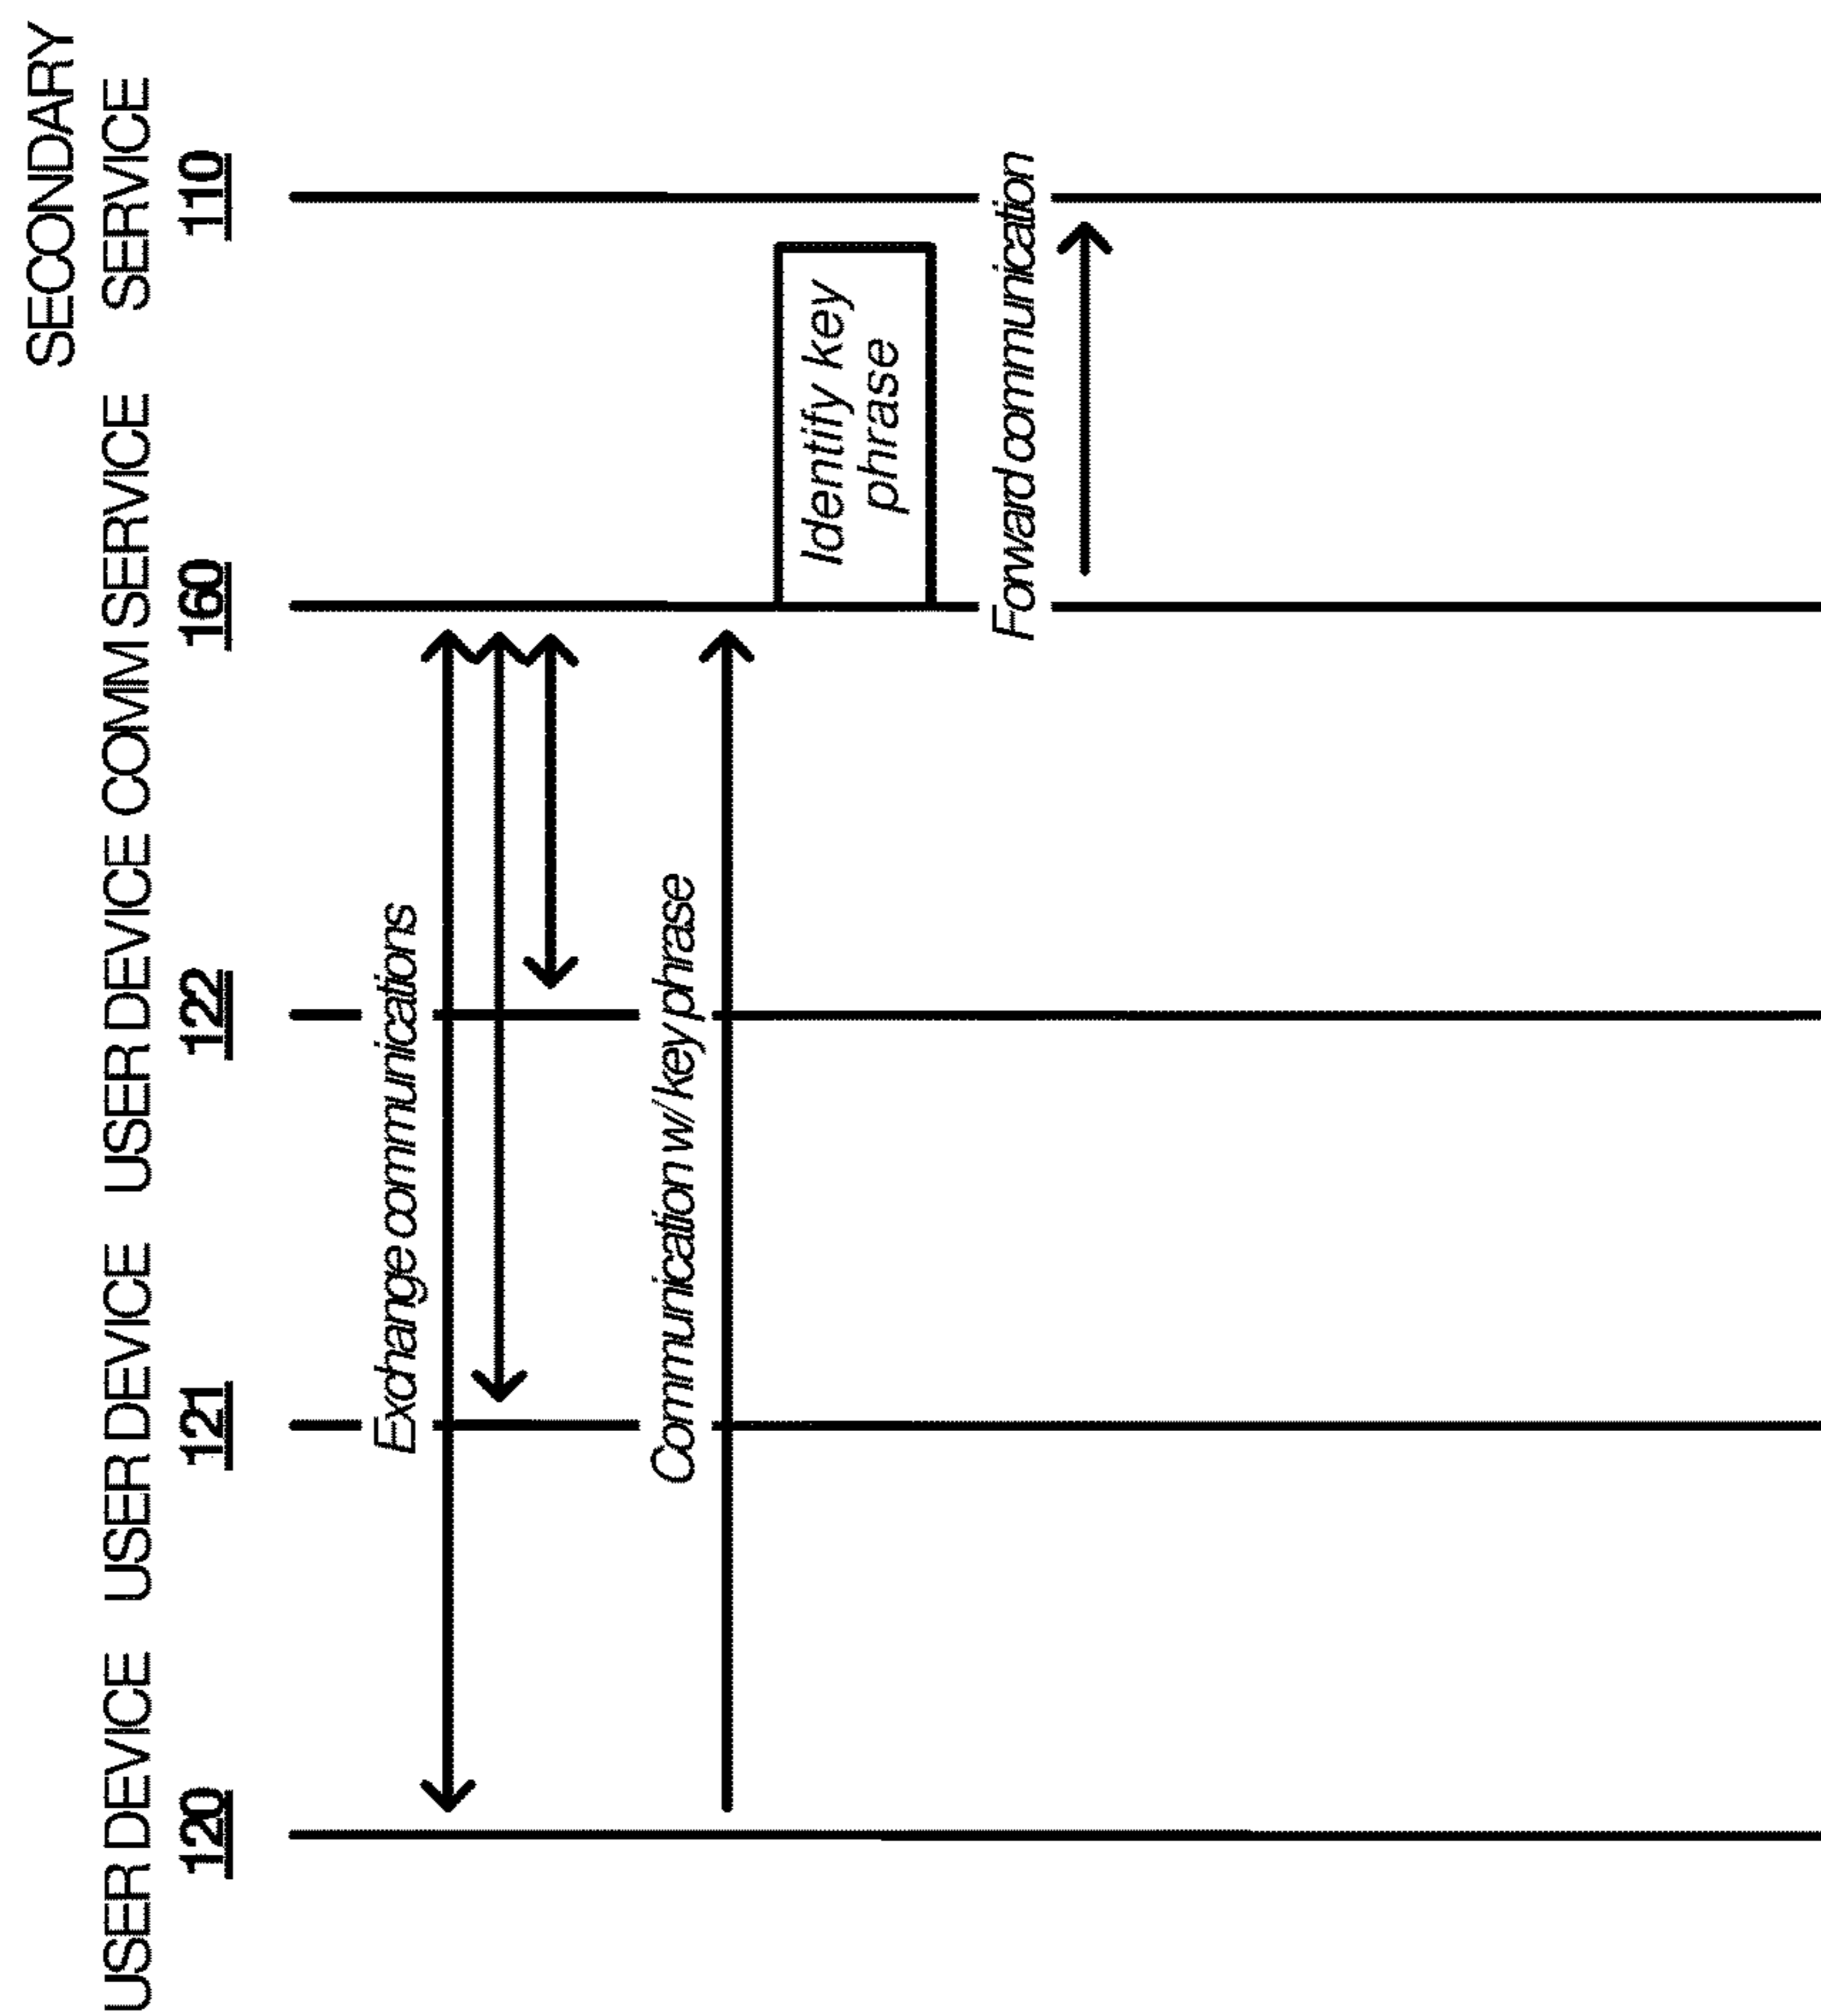 USER DEVICE
120
USER DEVICE
121
USER DEVICE
122
COMM SERVICE
160
SECONDARY
SERVICE
110
Exchange communications
Communication w/ key phrase
Identify key
phrase
Forward communication